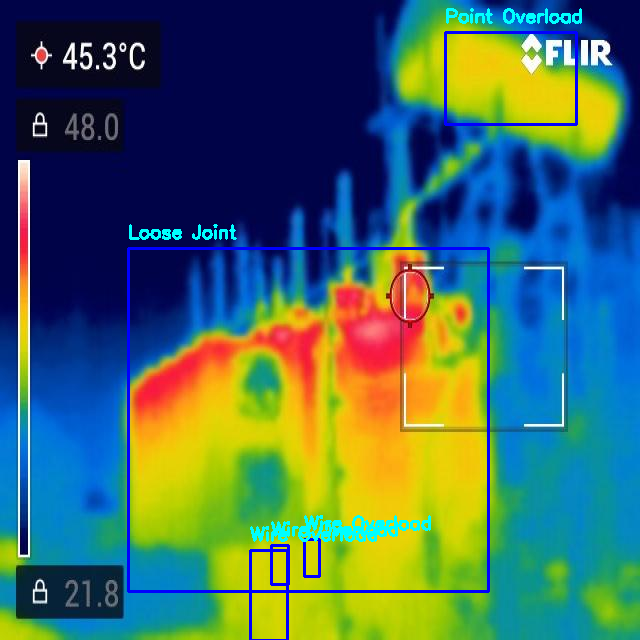 Point Overload
FLIR
45.3°C
48.0
Loose Joint
Wire Overload
21.8